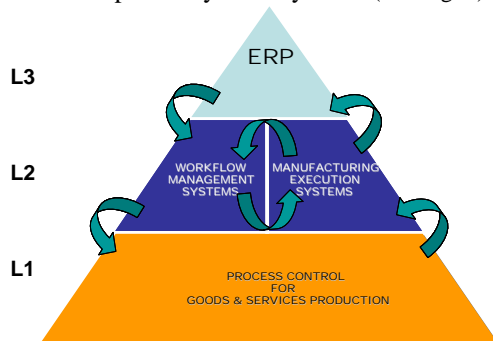 ERP
L3
L2
WORKFLOW
MANAGEMENT
SYSTEMS
MANUFACTURING
EXECUTION
SYSTEMS
L1
PROCESS CONTROL
FOR
GOODS & SERVICES PRODUCTION